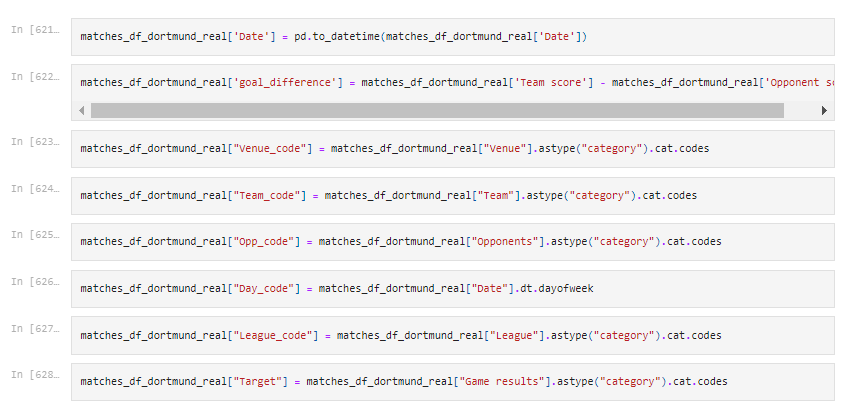 In [621…
matches_df_dortmund_real['Date'] = pd.to_datetime(matches_df_dortmund_real['Date'])
In [622…
matches_df_dortmund_real['goal_difference'] = matches_df_dortmund_real['Team score'] - matches_df_dortmund_real['Opponent
In [623…
matches_df_dortmund_real["Venue_code"] = matches_df_dortmund_real["Venue"].astype("category").cat.codes
In [624…
matches_df_dortmund_real["Team_code"] = matches_df_dortmund_real["Team"].astype("category").cat.codes
In [625…
matches_df_dortmund_real["Opp_code"] = matches_df_dortmund_real["Opponents"].astype("category").cat.codes
In [626…
matches_df_dortmund_real["Day_code"] = matches_df_dortmund_real["Date"].dt.dayofweek
In [627…
matches_df_dortmund_real["League_code"] = matches_df_dortmund_real["League"].astype("category").cat.codes
In [628…
matches_df_dortmund_real["Target"] = matches_df_dortmund_real["Game results"].astype("category").cat.codes